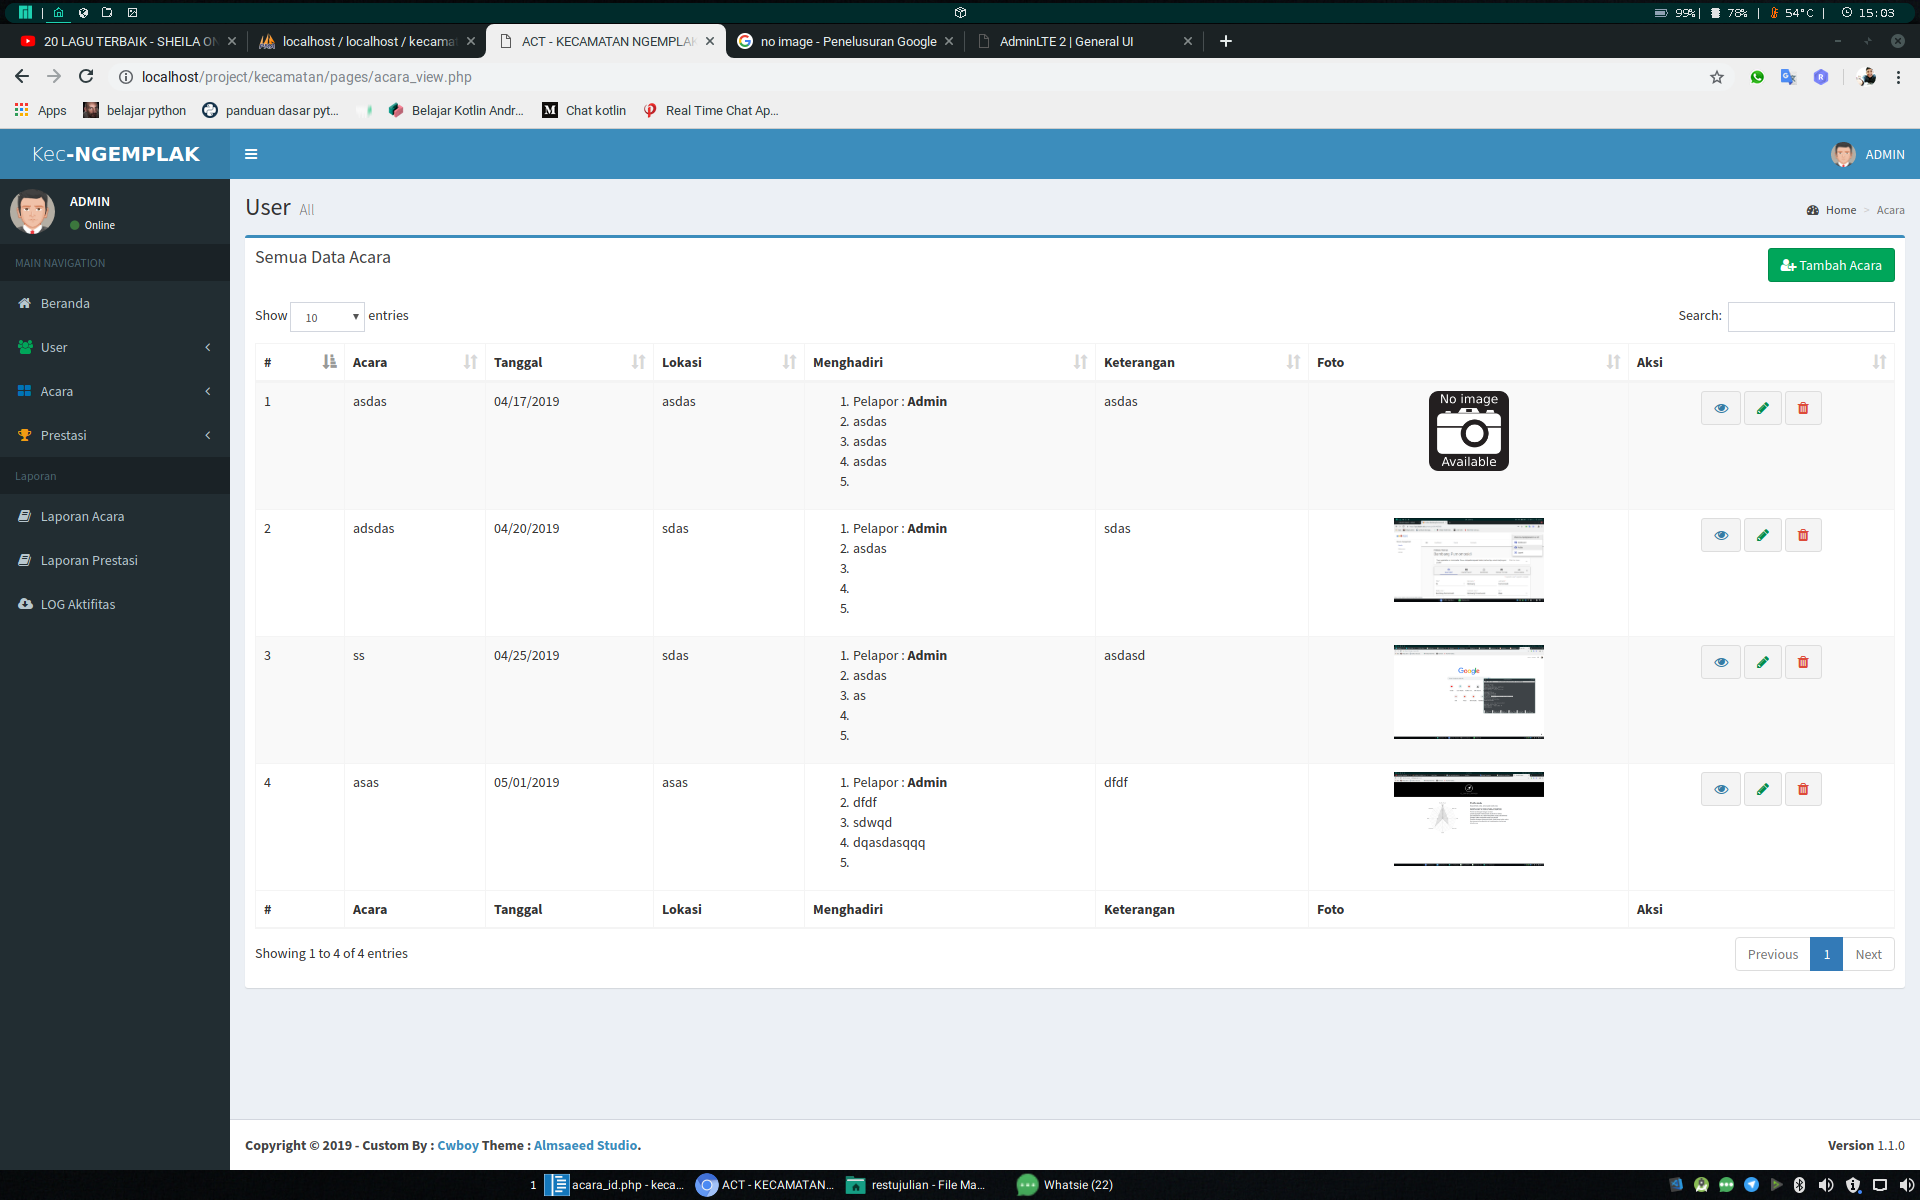 99% | 78% | 54°C | 15:03
20 LAGU TERBAIK - SHEILA ON
localhost / localhost / kecama
ACT - KECAMATAN NGEMPLAK
no image - Penelusuran Google
AdminLTE 2 | General UI
localhost/project/kecamatan/pages/acara_view.php
Apps
belajar python
panduan dasar pyt...
Belajar Kotlin Andr...
Chat kotlin
Real Time Chat Ap...
Kec-NGEMPLAK
ADMIN
ADMIN
Online
MAIN NAVIGATION
Beranda
User
Acara
Prestasi
Laporan
Laporan Acara
Laporan Prestasi
LOG Aktifitas
User All
Home > Acara
Semua Data Acara
Tambah Acara
Show 10 entries
Search:
# Acara Tanggal Lokasi Menghadiri Keterangan Foto Aksi
1 asdas 04/17/2019 asdas 1. Pelapor : Admin asdas No image
2. asdas
3. asdas
4. asdas Available
5.
2 adsdas 04/20/2019 sdas 1. Pelapor : Admin sdas
2. asdas
3.
4.
5.
3 ss 04/25/2019 sdas 1. Pelapor : Admin asdasd
2. asdas
3. as
4.
5.
Google
4 asas 05/01/2019 asas 1. Pelapor : Admin dfdf
2. dfdf
3. sdwqd
4. dqasdasqqq
5.
# Acara Tanggal Lokasi Menghadiri Keterangan Foto Aksi
Showing 1 to 4 of 4 entries
Previous 1 Next
Copyright © 2019 - Custom By : Cwboy Theme : Almsaeed Studio.
Version 1.1.0
1 acara_id.php - keca... ACT - KECAMATAN... restujulian - File Ma... Whatsie (22)